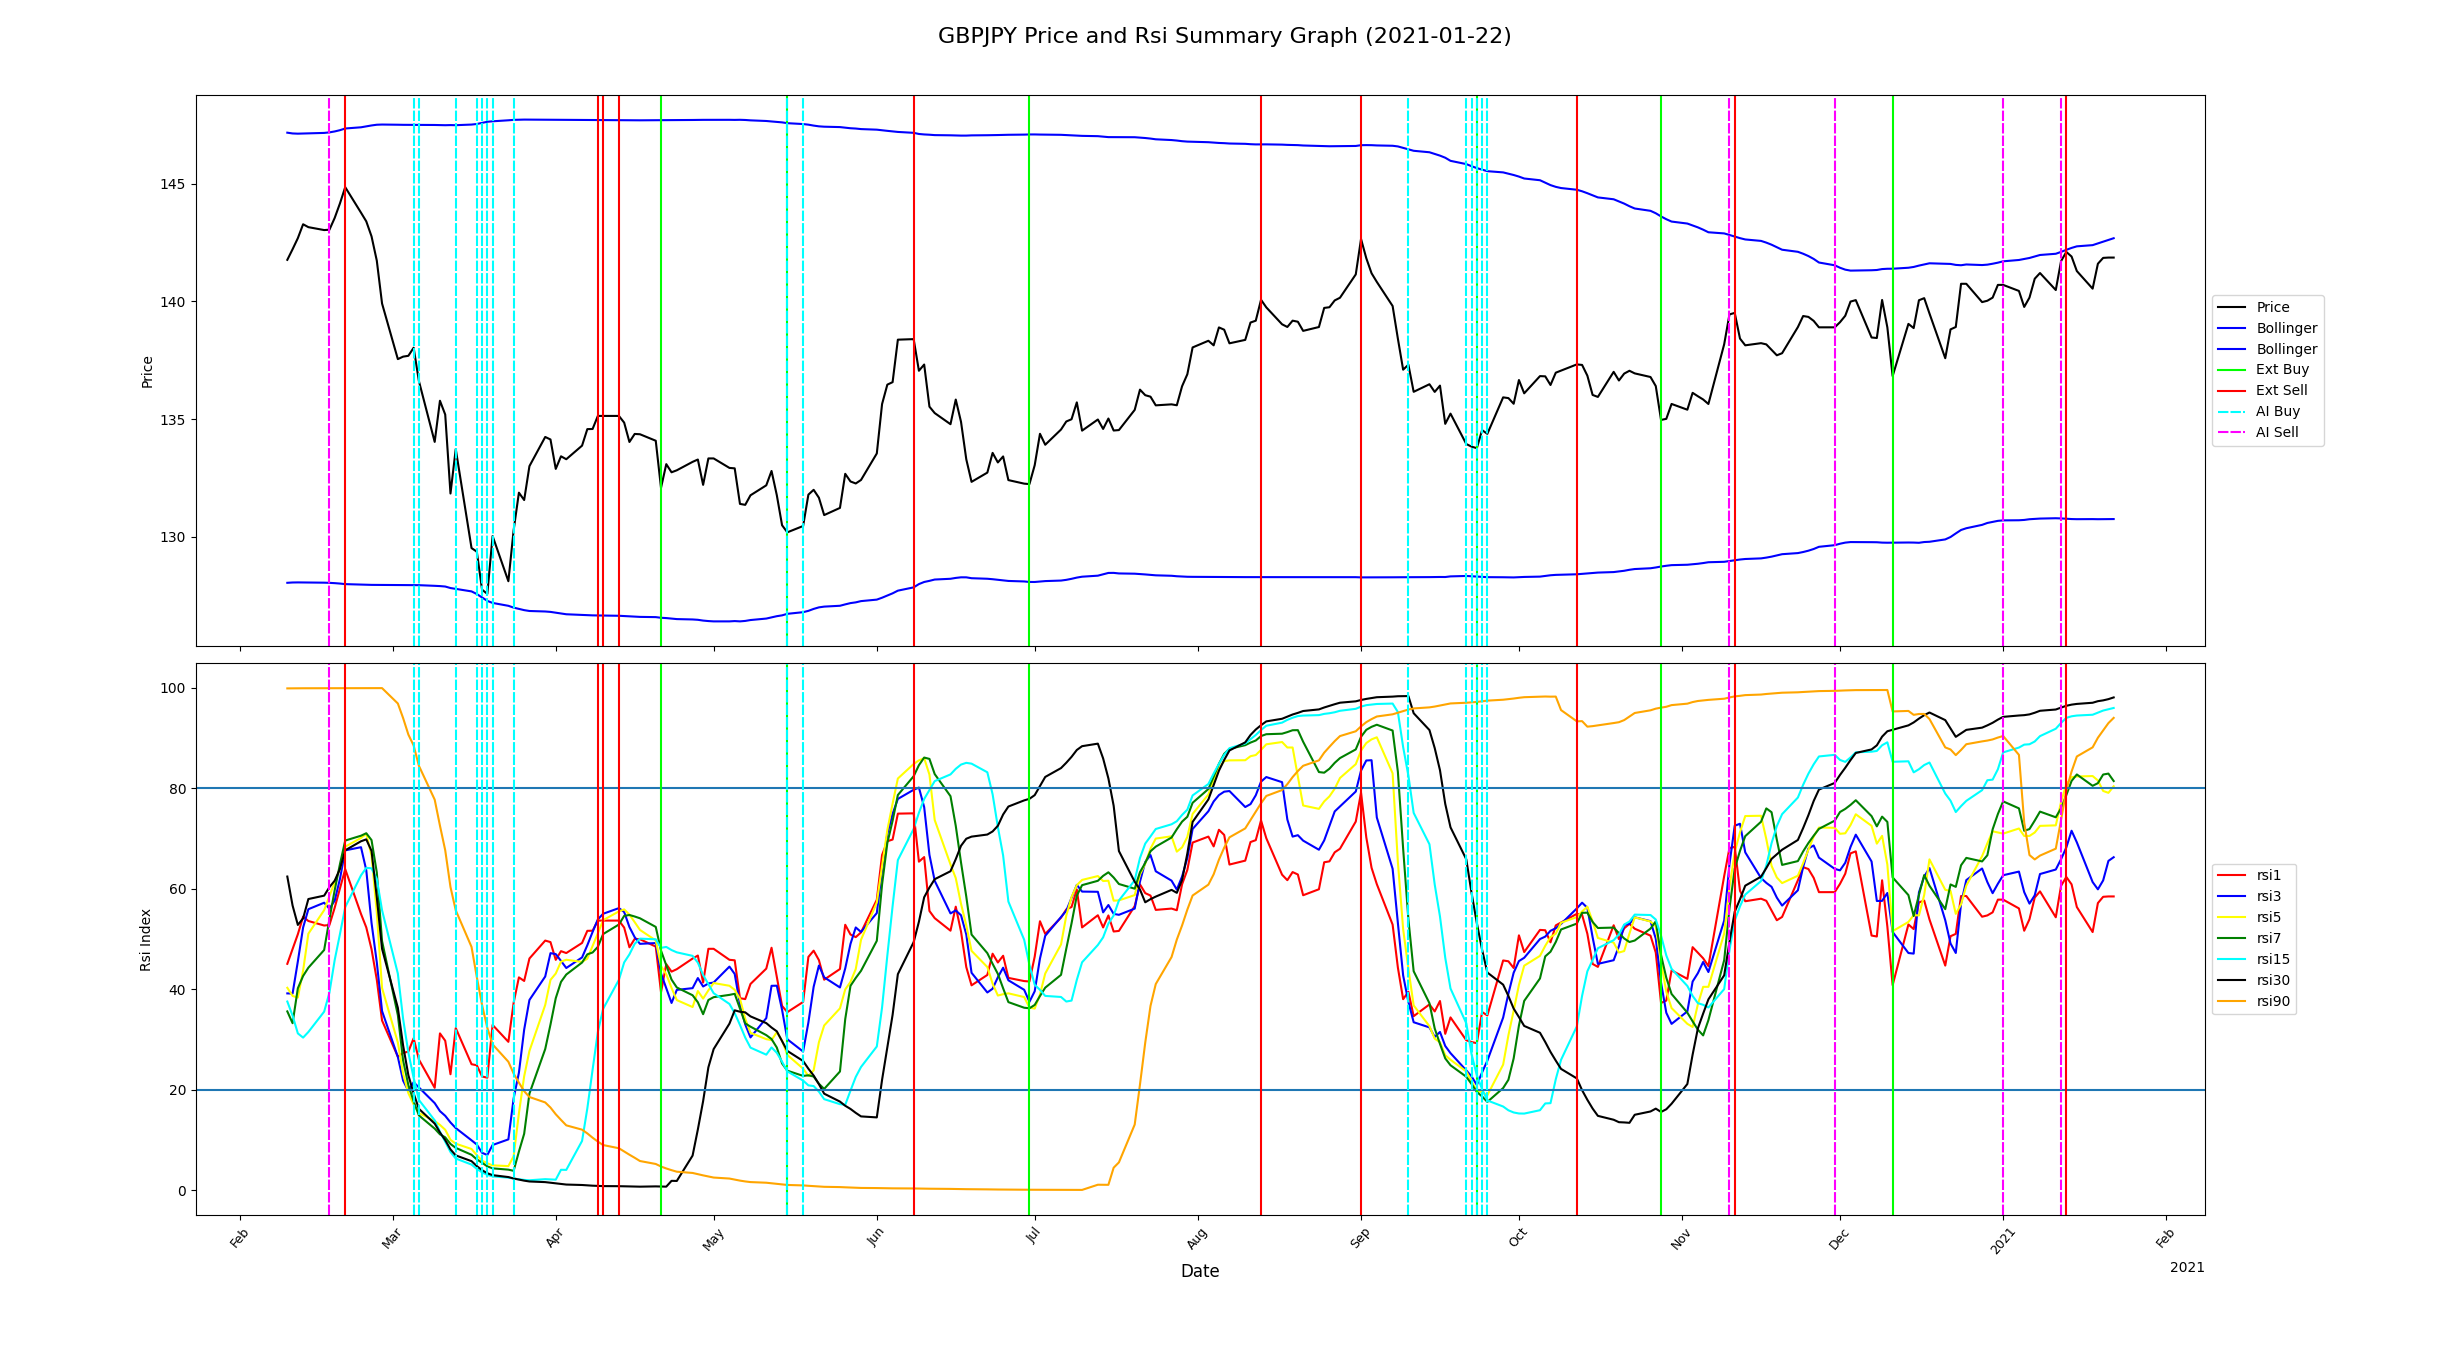 GBPJPY Price and Rsi Summary Graph (2021-01-22)
145
140
135
130
Price
Price
Bollinger
Bollinger
Ext Buy
Ext Sell
AI Buy
AI Sell
100
80
60
40
20
0
Rsi Index
rsi1
rsi3
rsi5
rsi7
rsi15
rsi30
rsi90
Feb
Mar
Apr
May
Jun
Jul
Aug
Sep
Oct
Nov
Dec
2021
Feb
2021
Date